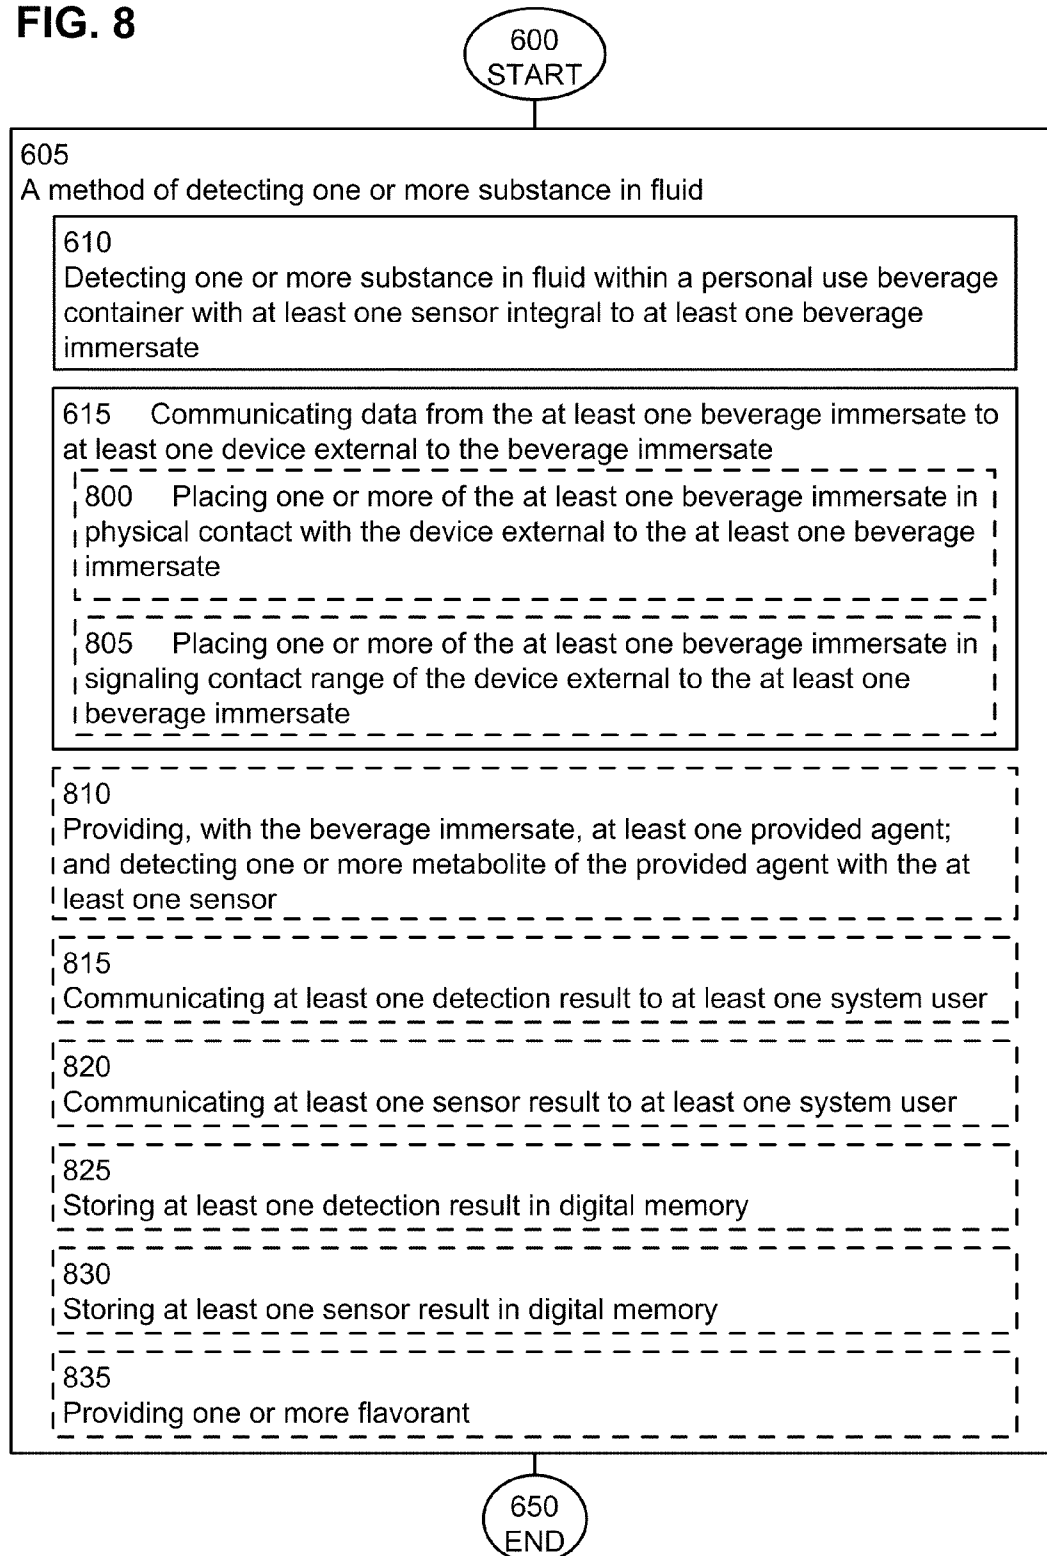 FIG. 8
600
START
605
A method of detecting one or more substance in fluid
610
Detecting one or more substance in fluid within a personal use beverage
container with at least one sensor integral to at least one beverage
immersate
615 Communicating data from the at least one beverage immersate to
at least one device external to the beverage immersate
800 Placing one or more of the at least one beverage immersate in
physical contact with the device external to the at least one beverage
immersate
805 Placing one or more of the at least one beverage immersate in
signaling contact range of the device external to the at least one
beverage immersate
810
Providing, with the beverage immersate, at least one provided agent;
and detecting one or more metabolite of the provided agent with the at
least one sensor
815
Communicating at least one detection result to at least one system user
820
Communicating at least one sensor result to at least one system user
825
Storing at least one detection result in digital memory
830
Storing at least one sensor result in digital memory
835
Providing one or more flavorant
650
END